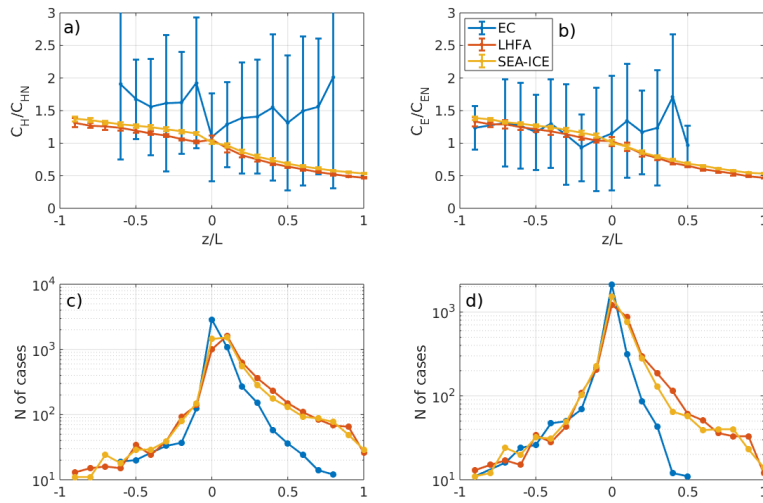 a)
3
2.5
2
1.5
1
0.5
0
C_H/C_HN
-1 -0.5 0 0.5 1
z/L
b)
EC
LHFA
SEA-ICE
3
2.5
2
1.5
1
0.5
0
C_E/C_EN
-1 -0.5 0 0.5 1
z/L
c)
10^4
10^3
10^2
10^1
N of cases
-1 -0.5 0 0.5 1
z/L
d)
10^3
10^2
10^1
N of cases
-1 -0.5 0 0.5 1
z/L